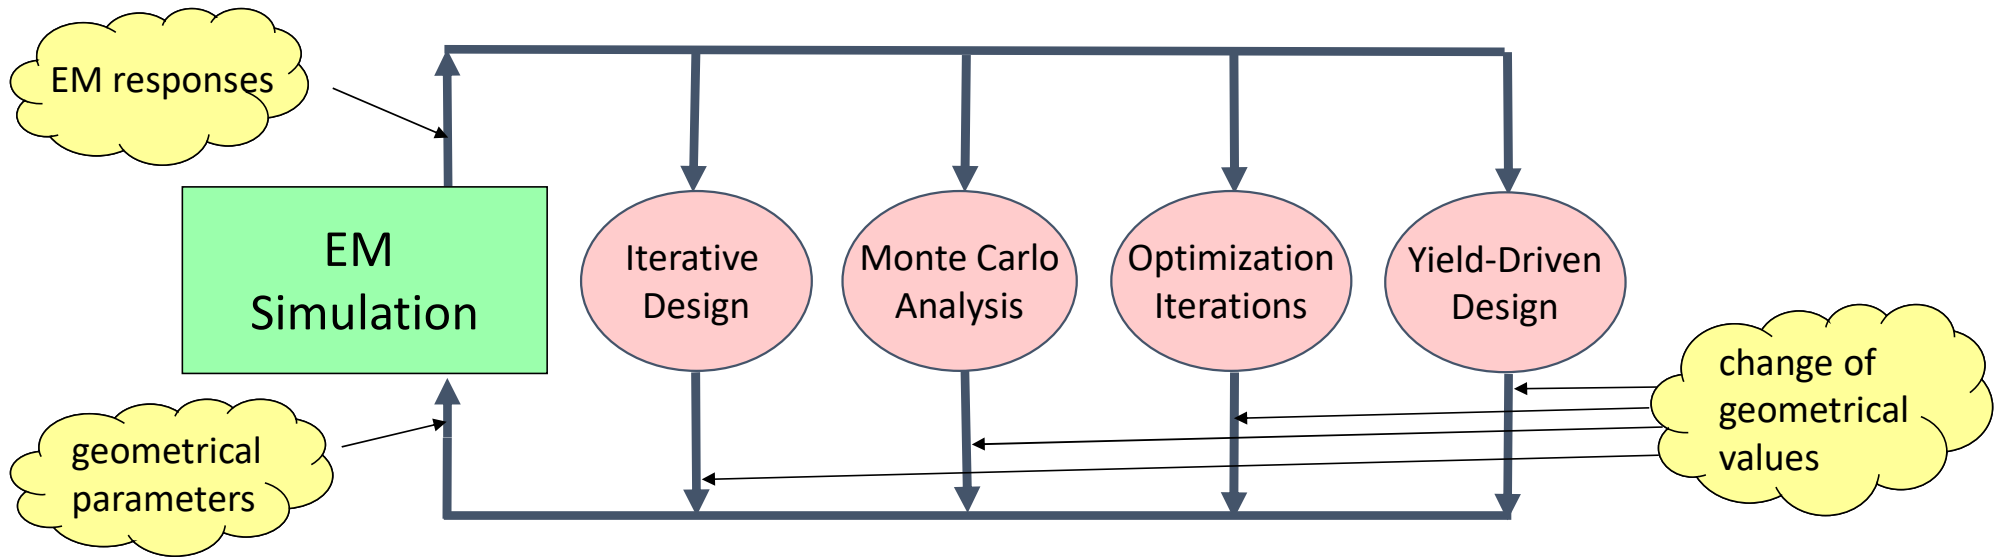 EM responses
EM
Simulation
Iterative
Design
Monte Carlo
Analysis
Optimization
Iterations
Yield-Driven
Design
change of
geometrical
values
geometrical
parameters